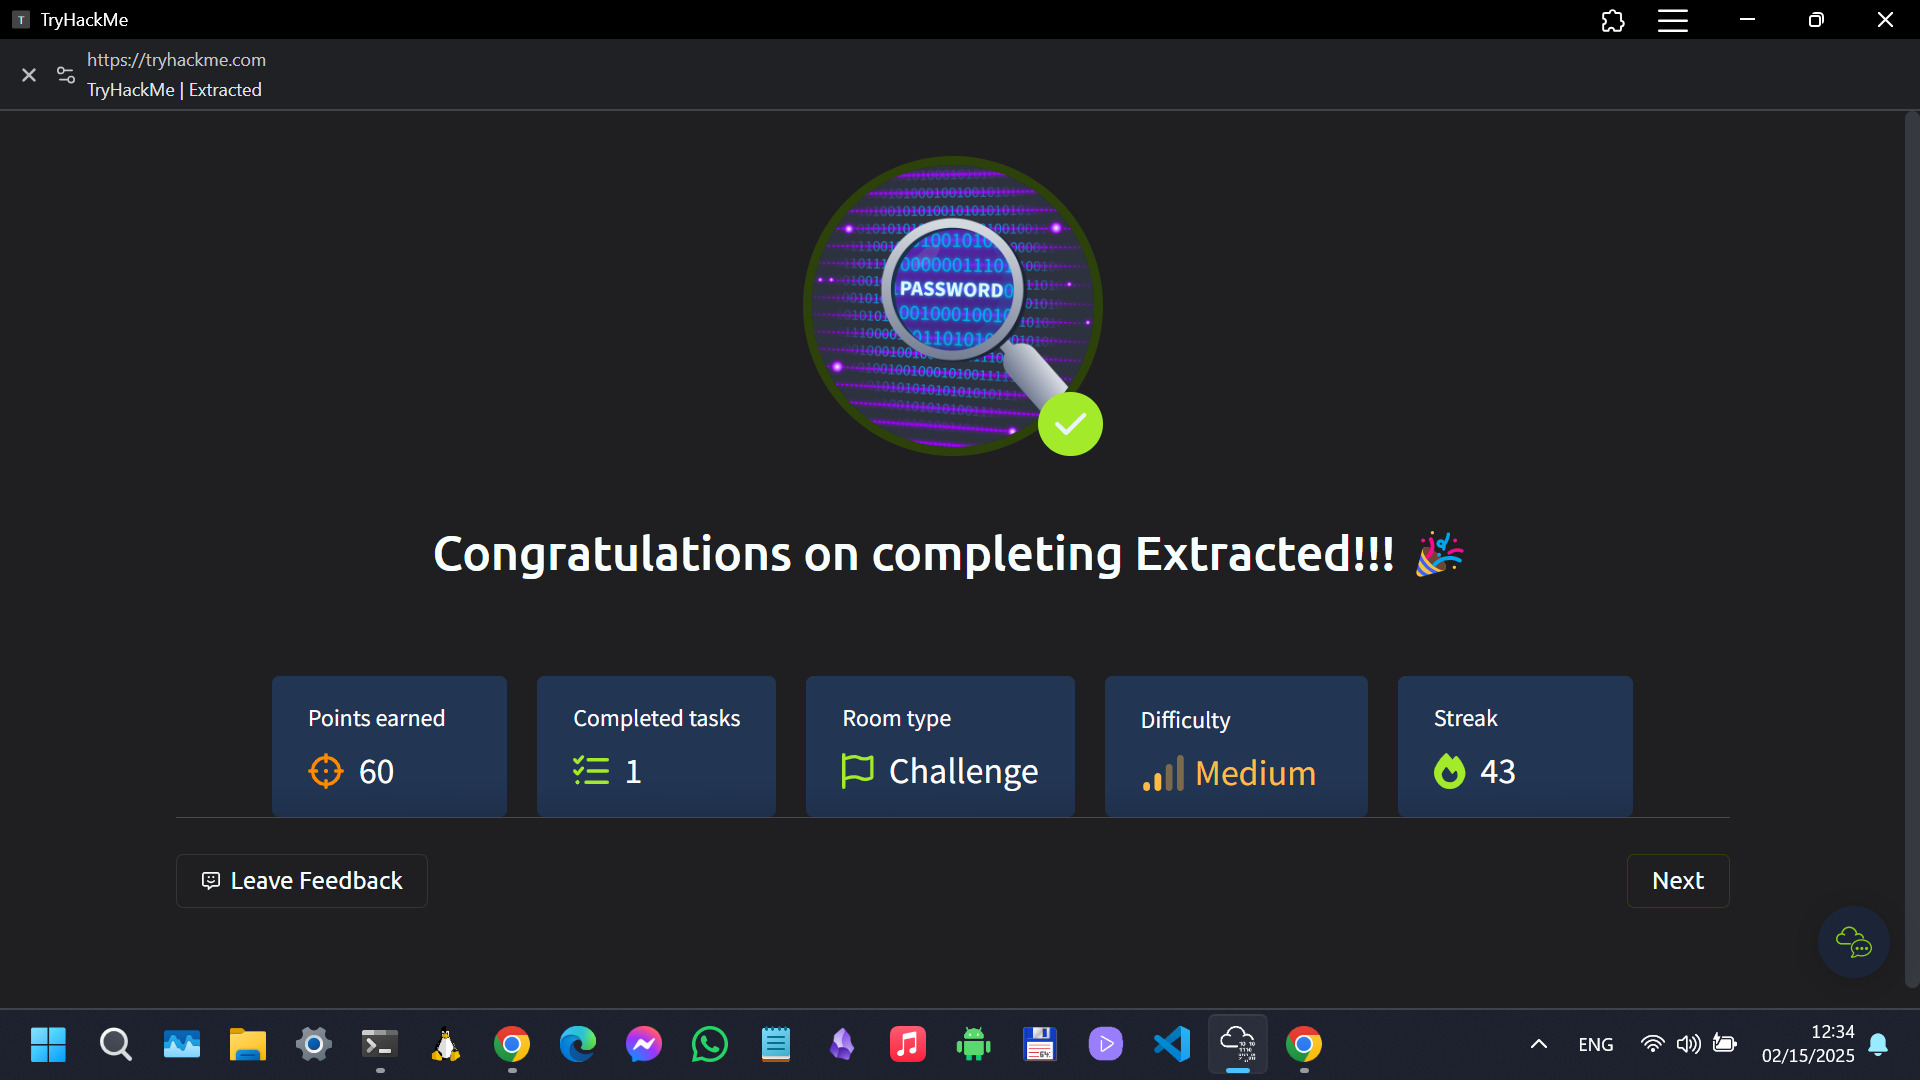 TryHackMe
https://tryhackme.com
TryHackMe | Extracted
PASSWORD
Congratulations on completing Extracted!!! 🎉
Points earned
60
Completed tasks
1
Room type
Challenge
Difficulty
Medium
Streak
43
Leave Feedback
Next
ENG
12:34
02/15/2025